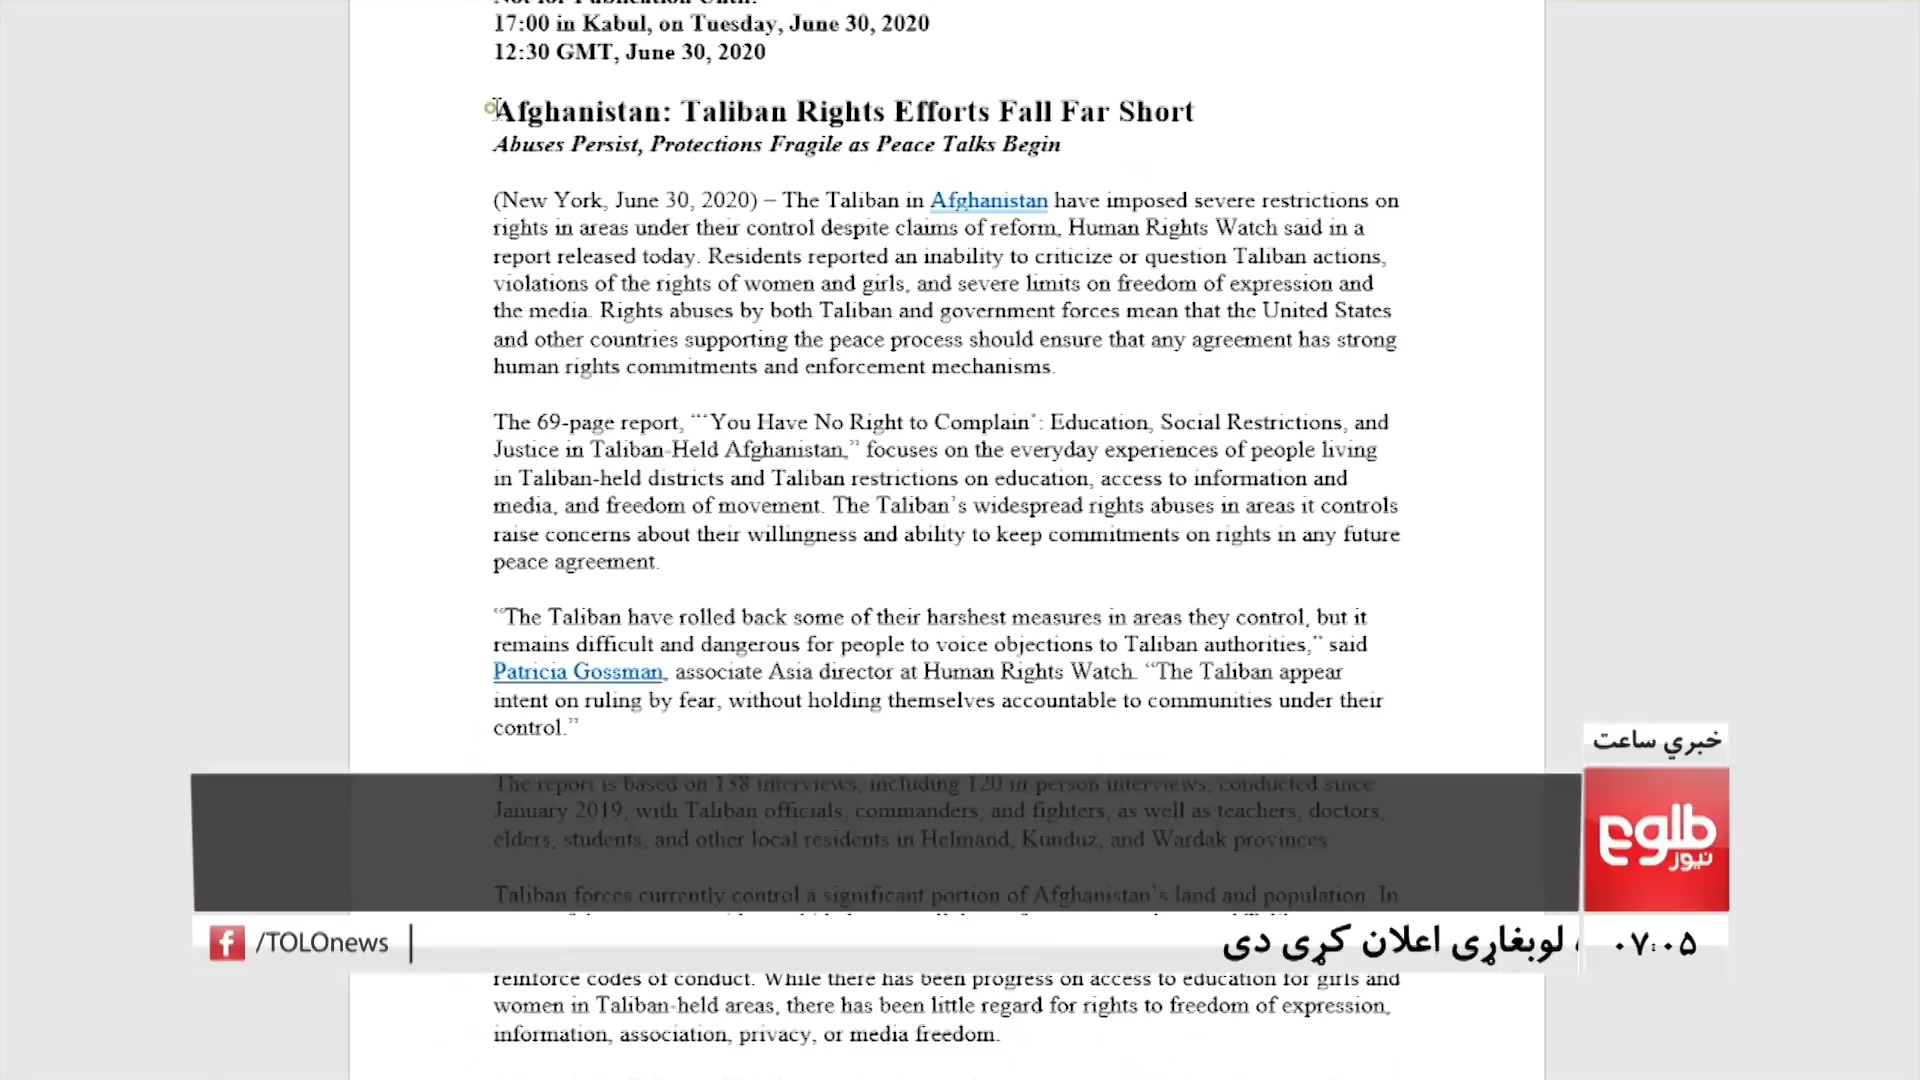 Not for Publication Until:
17:00 in Kabul, on Tuesday, June 30, 2020
12:30 GMT, June 30, 2020
Afghanistan: Taliban Rights Efforts Fall Far Short
Abuses Persist, Protections Fragile as Peace Talks Begin
(New York, June 30, 2020) – The Taliban in Afghanistan have imposed severe restrictions on
rights in areas under their control despite claims of reform, Human Rights Watch said in a
report released today. Residents reported an inability to criticize or question Taliban actions,
violations of the rights of women and girls, and severe limits on freedom of expression and
the media. Rights abuses by both Taliban and government forces mean that the United States
and other countries supporting the peace process should ensure that any agreement has strong
human rights commitments and enforcement mechanisms.
The 69-page report, “‘You Have No Right to Complain’: Education, Social Restrictions, and
Justice in Taliban-Held Afghanistan,” focuses on the everyday experiences of people living
in Taliban-held districts and Taliban restrictions on education, access to information and
media, and freedom of movement. The Taliban’s widespread rights abuses in areas it controls
raise concerns about their willingness and ability to keep commitments on rights in any future
peace agreement.
“The Taliban have rolled back some of their harshest measures in areas they control, but it
remains difficult and dangerous for people to voice objections to Taliban authorities,” said
Patricia Gossman, associate Asia director at Human Rights Watch. “The Taliban appear
intent on ruling by fear, without holding themselves accountable to communities under their
control.”
The report is based on 138 interviews, including 120 in-person interviews, conducted since
January 2019, with Taliban officials, commanders, and fighters, as well as teachers, doctors,
elders, students, and other local residents in Helmand, Kunduz, and Wardak provinces.
Taliban forces currently control a significant portion of Afghanistan’s land and population. In
reinforce codes of conduct. While there has been progress on access to education for girls and
women in Taliban-held areas, there has been little regard for rights to freedom of expression,
information, association, privacy, or media freedom.
خبري ساعت
طلوع
نیوز
/TOLOnews
لوبغاړی اعلان کړی دی
۰۷:۰۵